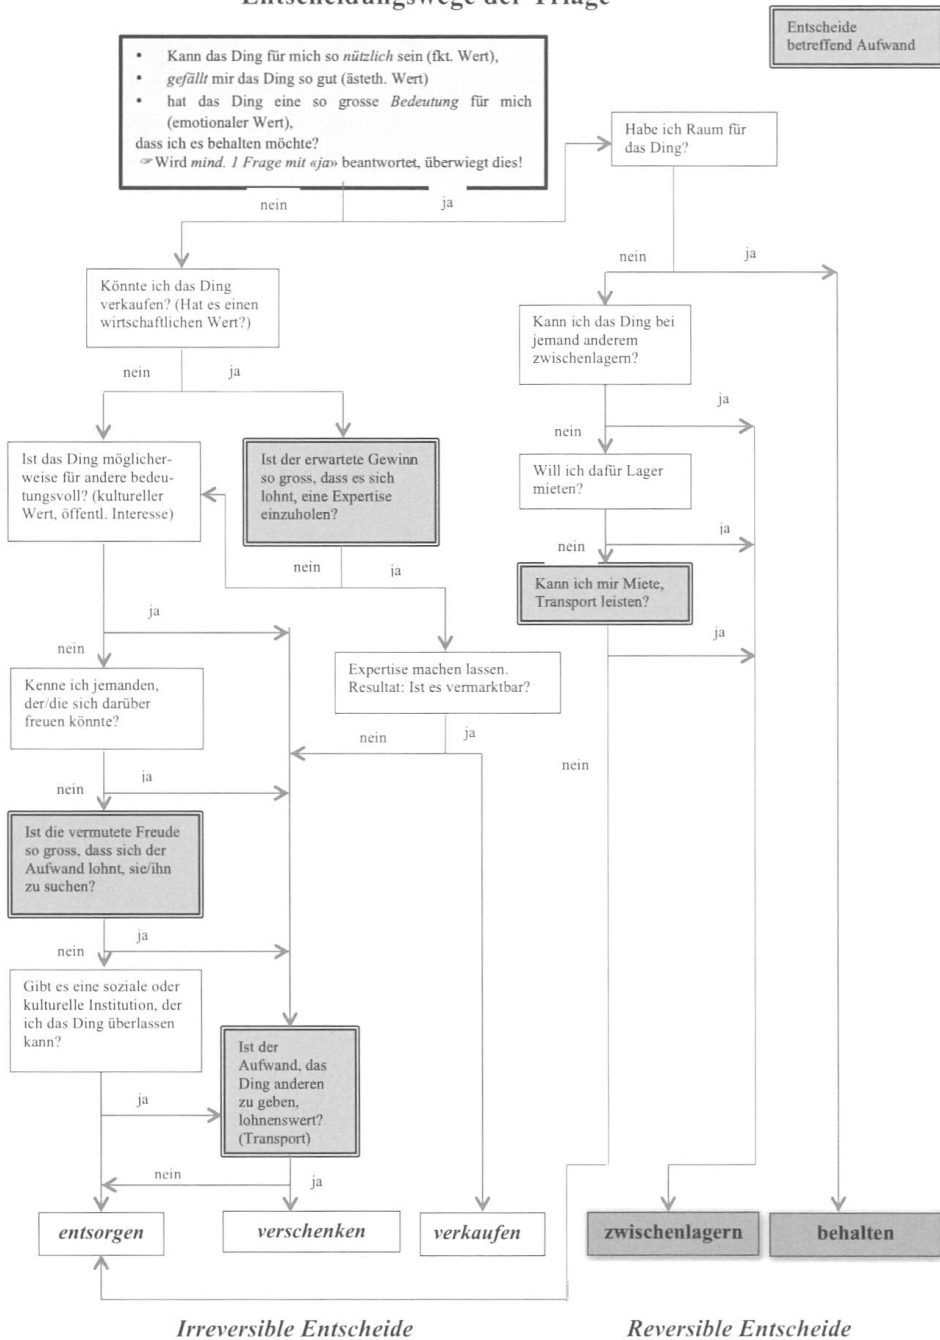 Entscheidungswege der Triage
Entscheide
betreffend Aufwand
• Kann das Ding für mich so nützlich sein (fkt. Wert),
• gefällt mir das Ding so gut (ästeth. Wert)
• hat das Ding eine so grosse Bedeutung für mich
(emotionaler Wert),
dass ich es behalten möchte?
☞Wird mind. 1 Frage mit «ja» beantwortet, überwiegt dies!
Habe ich Raum für
das Ding?
nein
ja
nein
ja
Könnte ich das Ding
verkaufen? (Hat es einen
wirtschaftlichen Wert?)
Kann ich das Ding bei
jemand anderem
zwischenlagern?
nein
ja
ja
nein
Ist das Ding möglicher-
weise für andere bedeu-
tungsvoll? (kultureller
Wert, öffentl. Interesse)
Ist der erwartete Gewinn
so gross, dass es sich
lohnt, eine Expertise
einzuholen?
Will ich dafür Lager
mieten?
ja
nein
nein
ja
Kann ich mir Miete,
Transport leisten?
ja
nein
ja
Kenne ich jemanden,
der/die sich darüber
freuen könnte?
Expertise machen lassen.
Resultat: Ist es vermarktbar?
nein
ja
nein
ja
nein
Ist die vermutete Freude
so gross, dass sich der
Aufwand lohnt, sie/ihn
zu suchen?
ja
nein
Gibt es eine soziale oder
kulturelle Institution, der
ich das Ding überlassen
kann?
Ist der
Aufwand, das
Ding anderen
zu geben,
lohnenswert?
(Transport)
ja
nein
ja
entsorgen
verschenken
verkaufen
zwischenlagern
behalten
Irreversible Entscheide
Reversible Entscheide